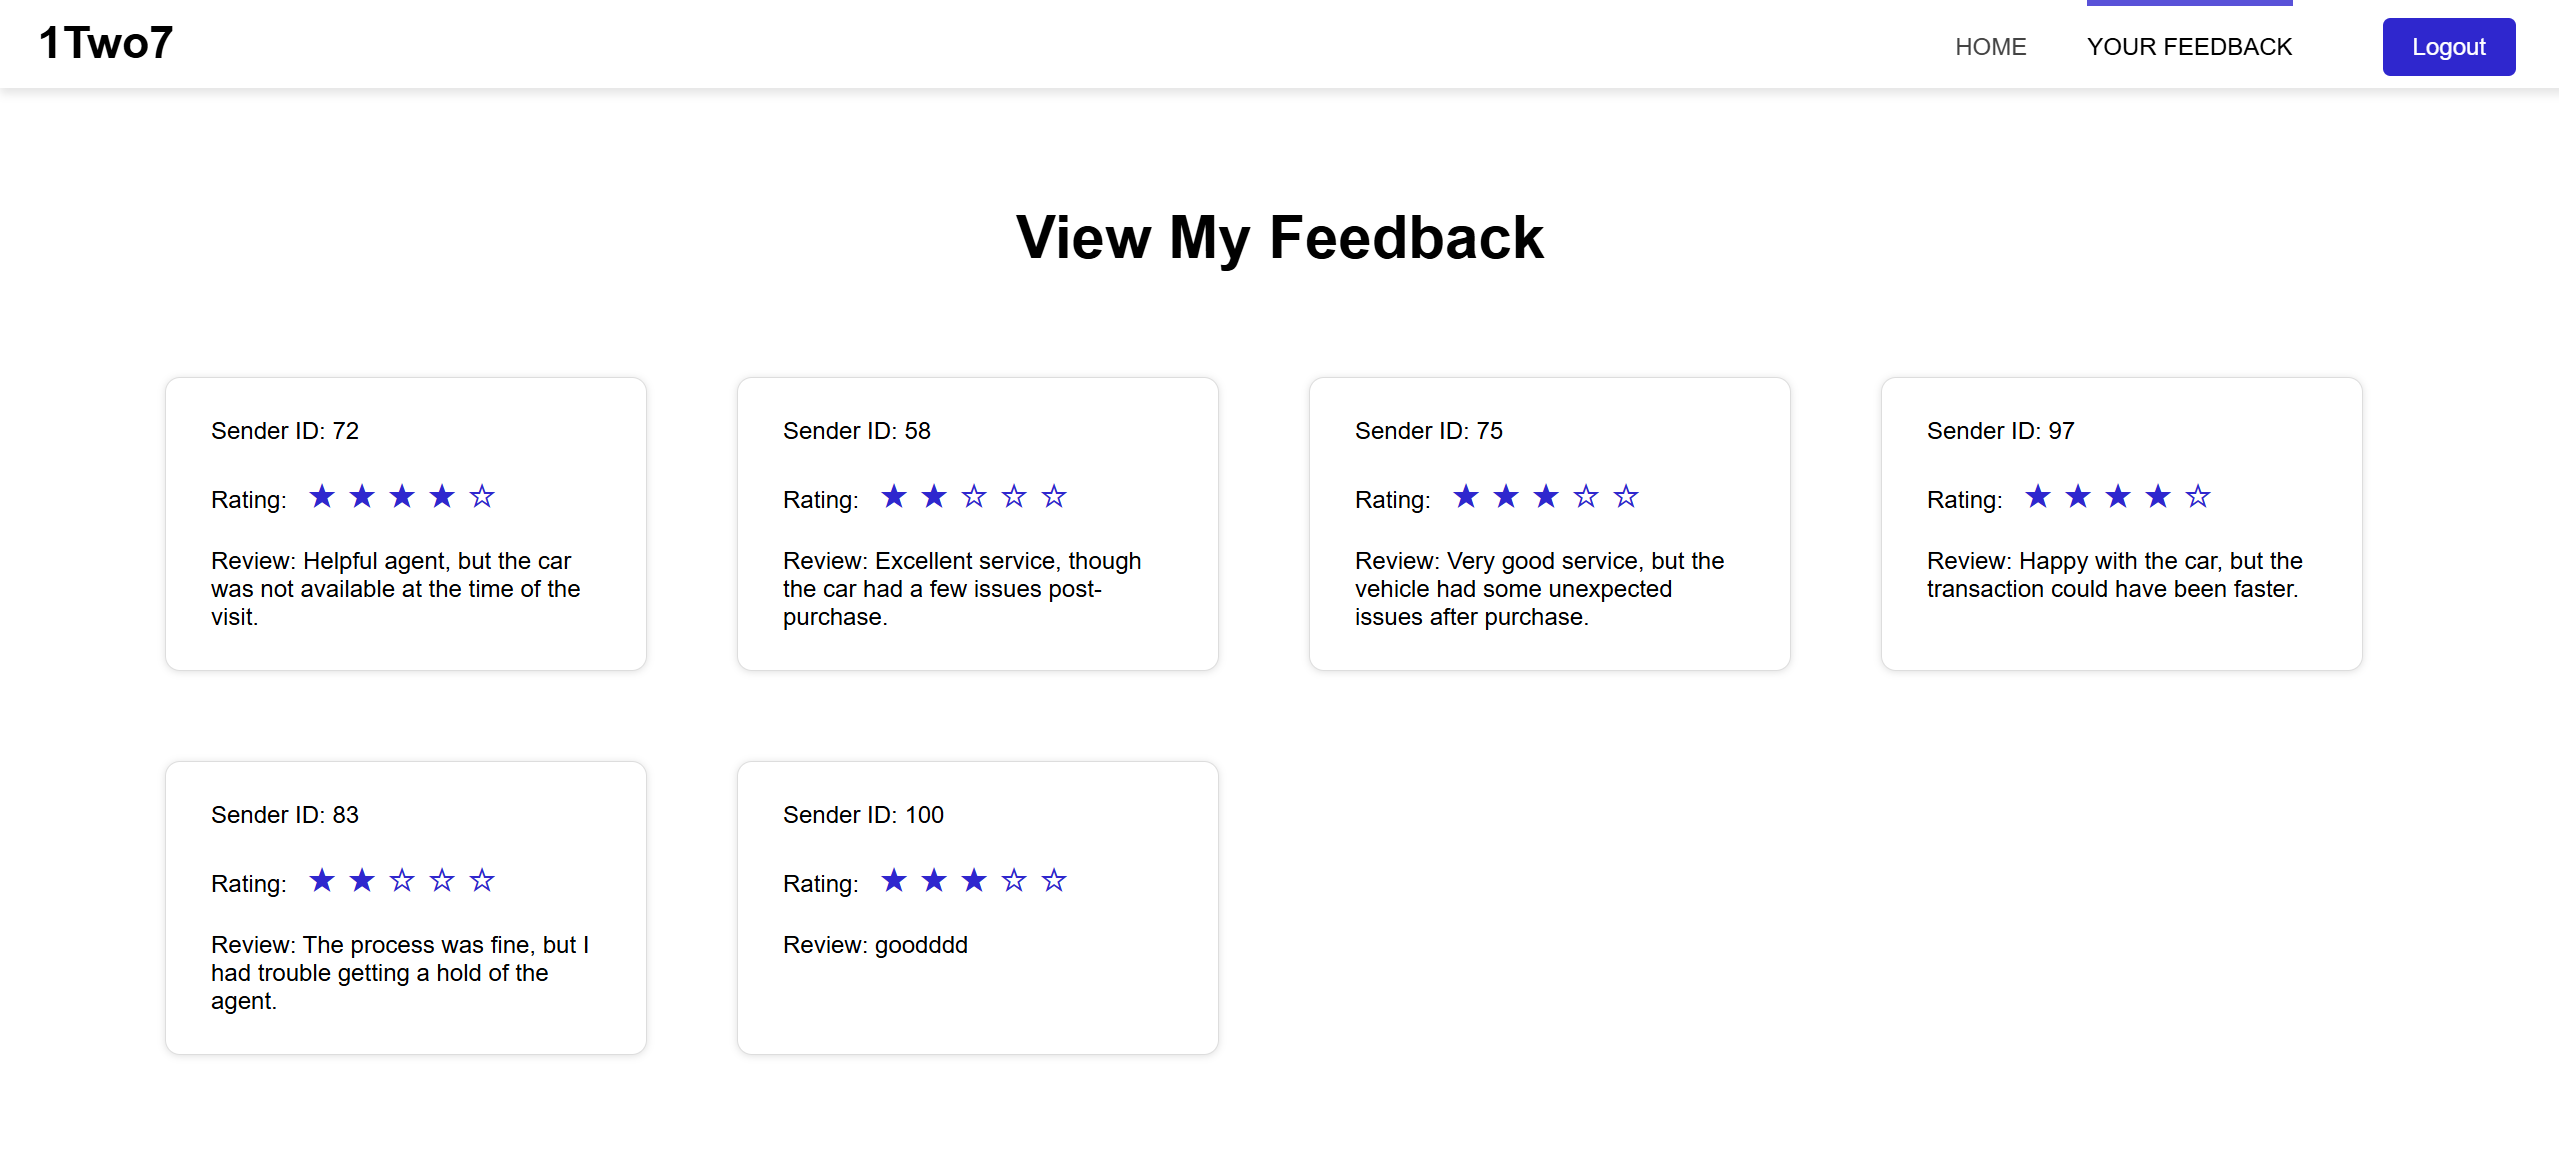 1Two7
HOME
YOUR FEEDBACK
Logout
View My Feedback
Sender ID: 72
Rating: ★ ★ ★ ★ ☆
Review: Helpful agent, but the car
was not available at the time of the
visit.
Sender ID: 58
Rating: ★ ★ ☆ ☆ ☆
Review: Excellent service, though
the car had a few issues post-
purchase.
Sender ID: 75
Rating: ★ ★ ★ ☆ ☆
Review: Very good service, but the
vehicle had some unexpected
issues after purchase.
Sender ID: 97
Rating: ★ ★ ★ ★ ☆
Review: Happy with the car, but the
transaction could have been faster.
Sender ID: 83
Rating: ★ ★ ☆ ☆ ☆
Review: The process was fine, but I
had trouble getting a hold of the
agent.
Sender ID: 100
Rating: ★ ★ ★ ☆ ☆
Review: goodddd